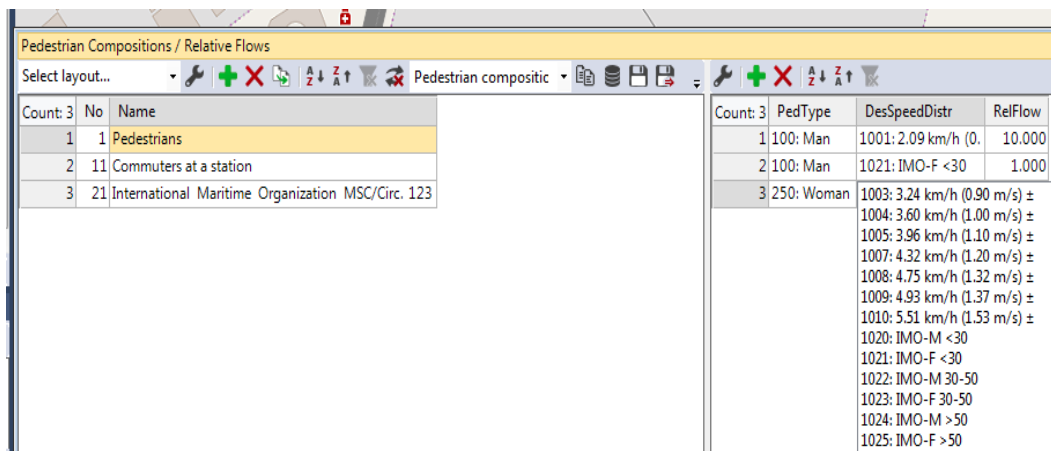 Pedestrian Compositions / Relative Flows
Select layout... Pedestrian compositic
Count: 3 No Name
1 1 Pedestrians
2 11 Commuters at a station
3 21 International Maritime Organization MSC/Circ. 123
Count: 3 PedType DesSpeedDistr RelFlow
1 100: Man 1001: 2.09 km/h (0. 10.000
2 100: Man 1021: IMO-F <30 1.000
3 250: Woman
1003: 3.24 km/h (0.90 m/s) ±
1004: 3.60 km/h (1.00 m/s) ±
1005: 3.96 km/h (1.10 m/s) ±
1007: 4.32 km/h (1.20 m/s) ±
1008: 4.75 km/h (1.32 m/s) ±
1009: 4.93 km/h (1.37 m/s) ±
1010: 5.51 km/h (1.53 m/s) ±
1020: IMO-M <30
1021: IMO-F <30
1022: IMO-M 30-50
1023: IMO-F 30-50
1024: IMO-M >50
1025: IMO-F >50